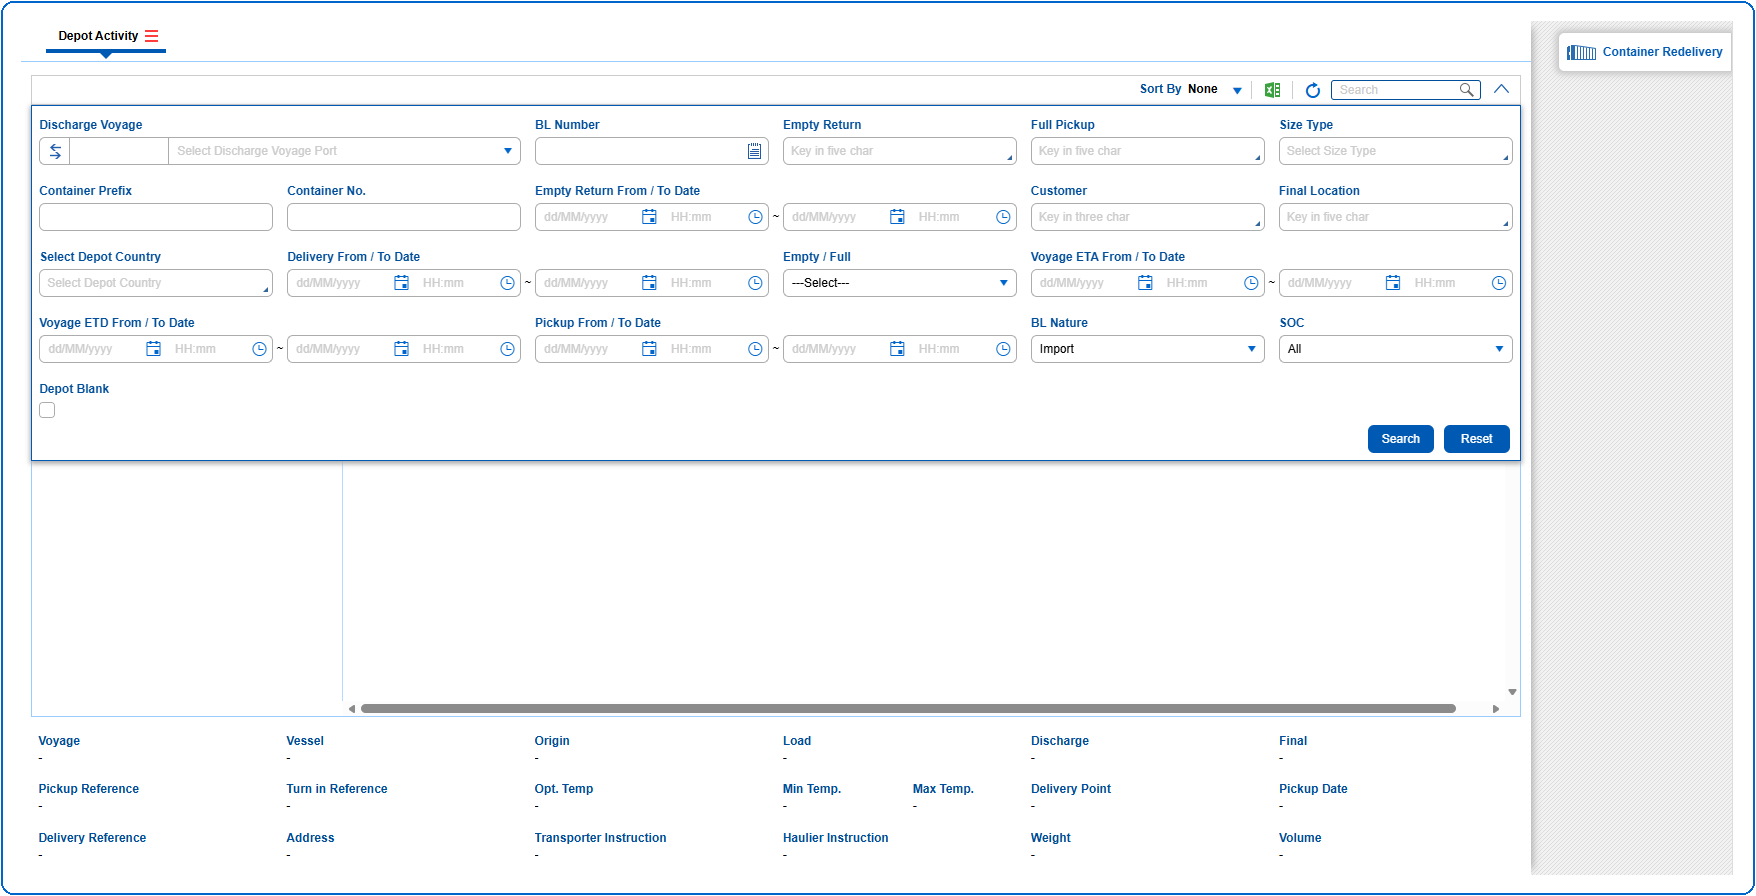 Depot Activity
Container Redelivery
Sort By None
Search
Discharge Voyage
BL Number
Empty Return
Full Pickup
Size Type
Select Discharge Voyage Port
Key in five char
Key in five char
Select Size Type
Container Prefix
Container No.
Empty Return From / To Date
Customer
Final Location
dd/MM/yyyy HH:mm ~ dd/MM/yyyy HH:mm
Key in three char
Key in five char
Select Depot Country
Delivery From / To Date
Empty / Full
Voyage ETA From / To Date
Select Depot Country
dd/MM/yyyy HH:mm ~ dd/MM/yyyy HH:mm
---Select---
dd/MM/yyyy HH:mm ~ dd/MM/yyyy HH:mm
Voyage ETD From / To Date
Pickup From / To Date
BL Nature
SOC
dd/MM/yyyy HH:mm ~ dd/MM/yyyy HH:mm
dd/MM/yyyy HH:mm ~ dd/MM/yyyy HH:mm
Import
All
Depot Blank
Search
Reset
Voyage
Vessel
Origin
Load
Discharge
Final
- - - - - -
Pickup Reference
Turn in Reference
Opt. Temp
Min Temp.
Max Temp.
Delivery Point
Pickup Date
- - - - - - -
Delivery Reference
Address
Transporter Instruction
Haulier Instruction
Weight
Volume
- - - - - -